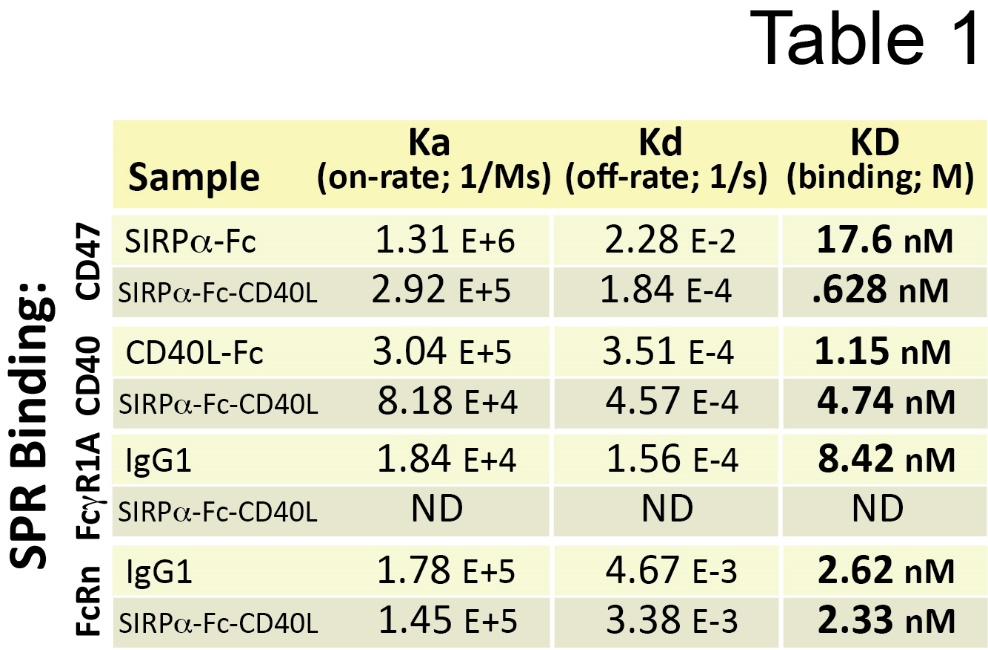 Table 1
Sample Ka Kd KD
(on-rate; 1/Ms) (off-rate; 1/s) (binding; M)
SPR Binding:
CD47
SIRPα-Fc 1.31 E+6 2.28 E-2 17.6 nM
SIRPα-Fc-CD40L 2.92 E+5 1.84 E-4 .628 nM
CD40
CD40L-Fc 3.04 E+5 3.51 E-4 1.15 nM
SIRPα-Fc-CD40L 8.18 E+4 4.57 E-4 4.74 nM
FcγR1A
IgG1 1.84 E+4 1.56 E-4 8.42 nM
SIRPα-Fc-CD40L ND ND ND
FcRn
IgG1 1.78 E+5 4.67 E-3 2.62 nM
SIRPα-Fc-CD40L 1.45 E+5 3.38 E-3 2.33 nM